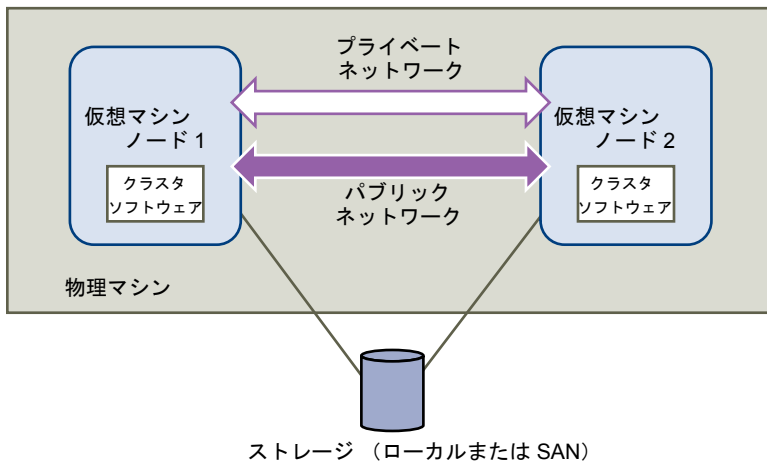 プライベート
ネットワーク
仮想マシン
ノード 1
仮想マシン
ノード 2
クラスタ
ソフトウェア
クラスタ
ソフトウェア
パブリック
ネットワーク
物理マシン
ストレージ （ローカルまたは SAN）